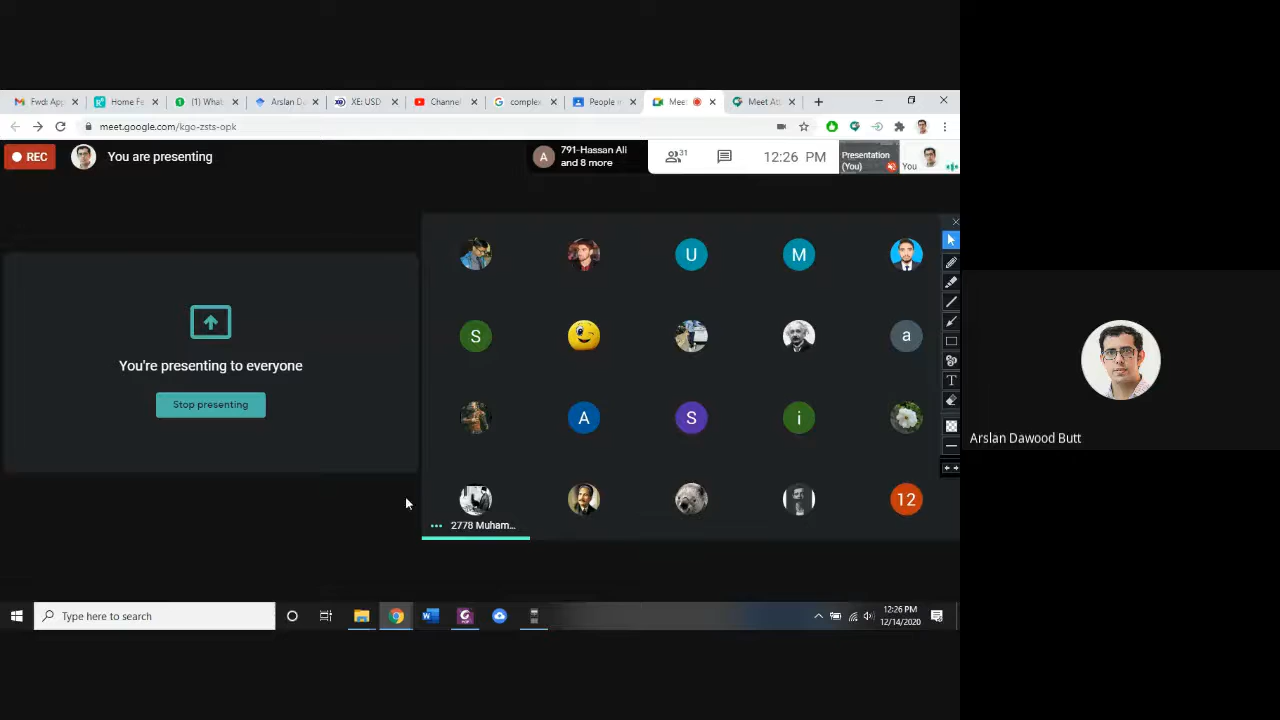 Fwd: App
Home Fe
(1) What
Arslan Da
XE: USD
Channel
complex
People i
Mee
Meet Att
meet.google.com/kgo-zsts-opk
REC
You are presenting
A
791-Hassan Ali
and 8 more
31
12:26 PM
Presentation
(You)
You
U
M
S
a
You're presenting to everyone
Stop presenting
A
S
i
12
2778 Muham...
T
Arslan Dawood Butt
Type here to search
12:26 PM
12/14/2020